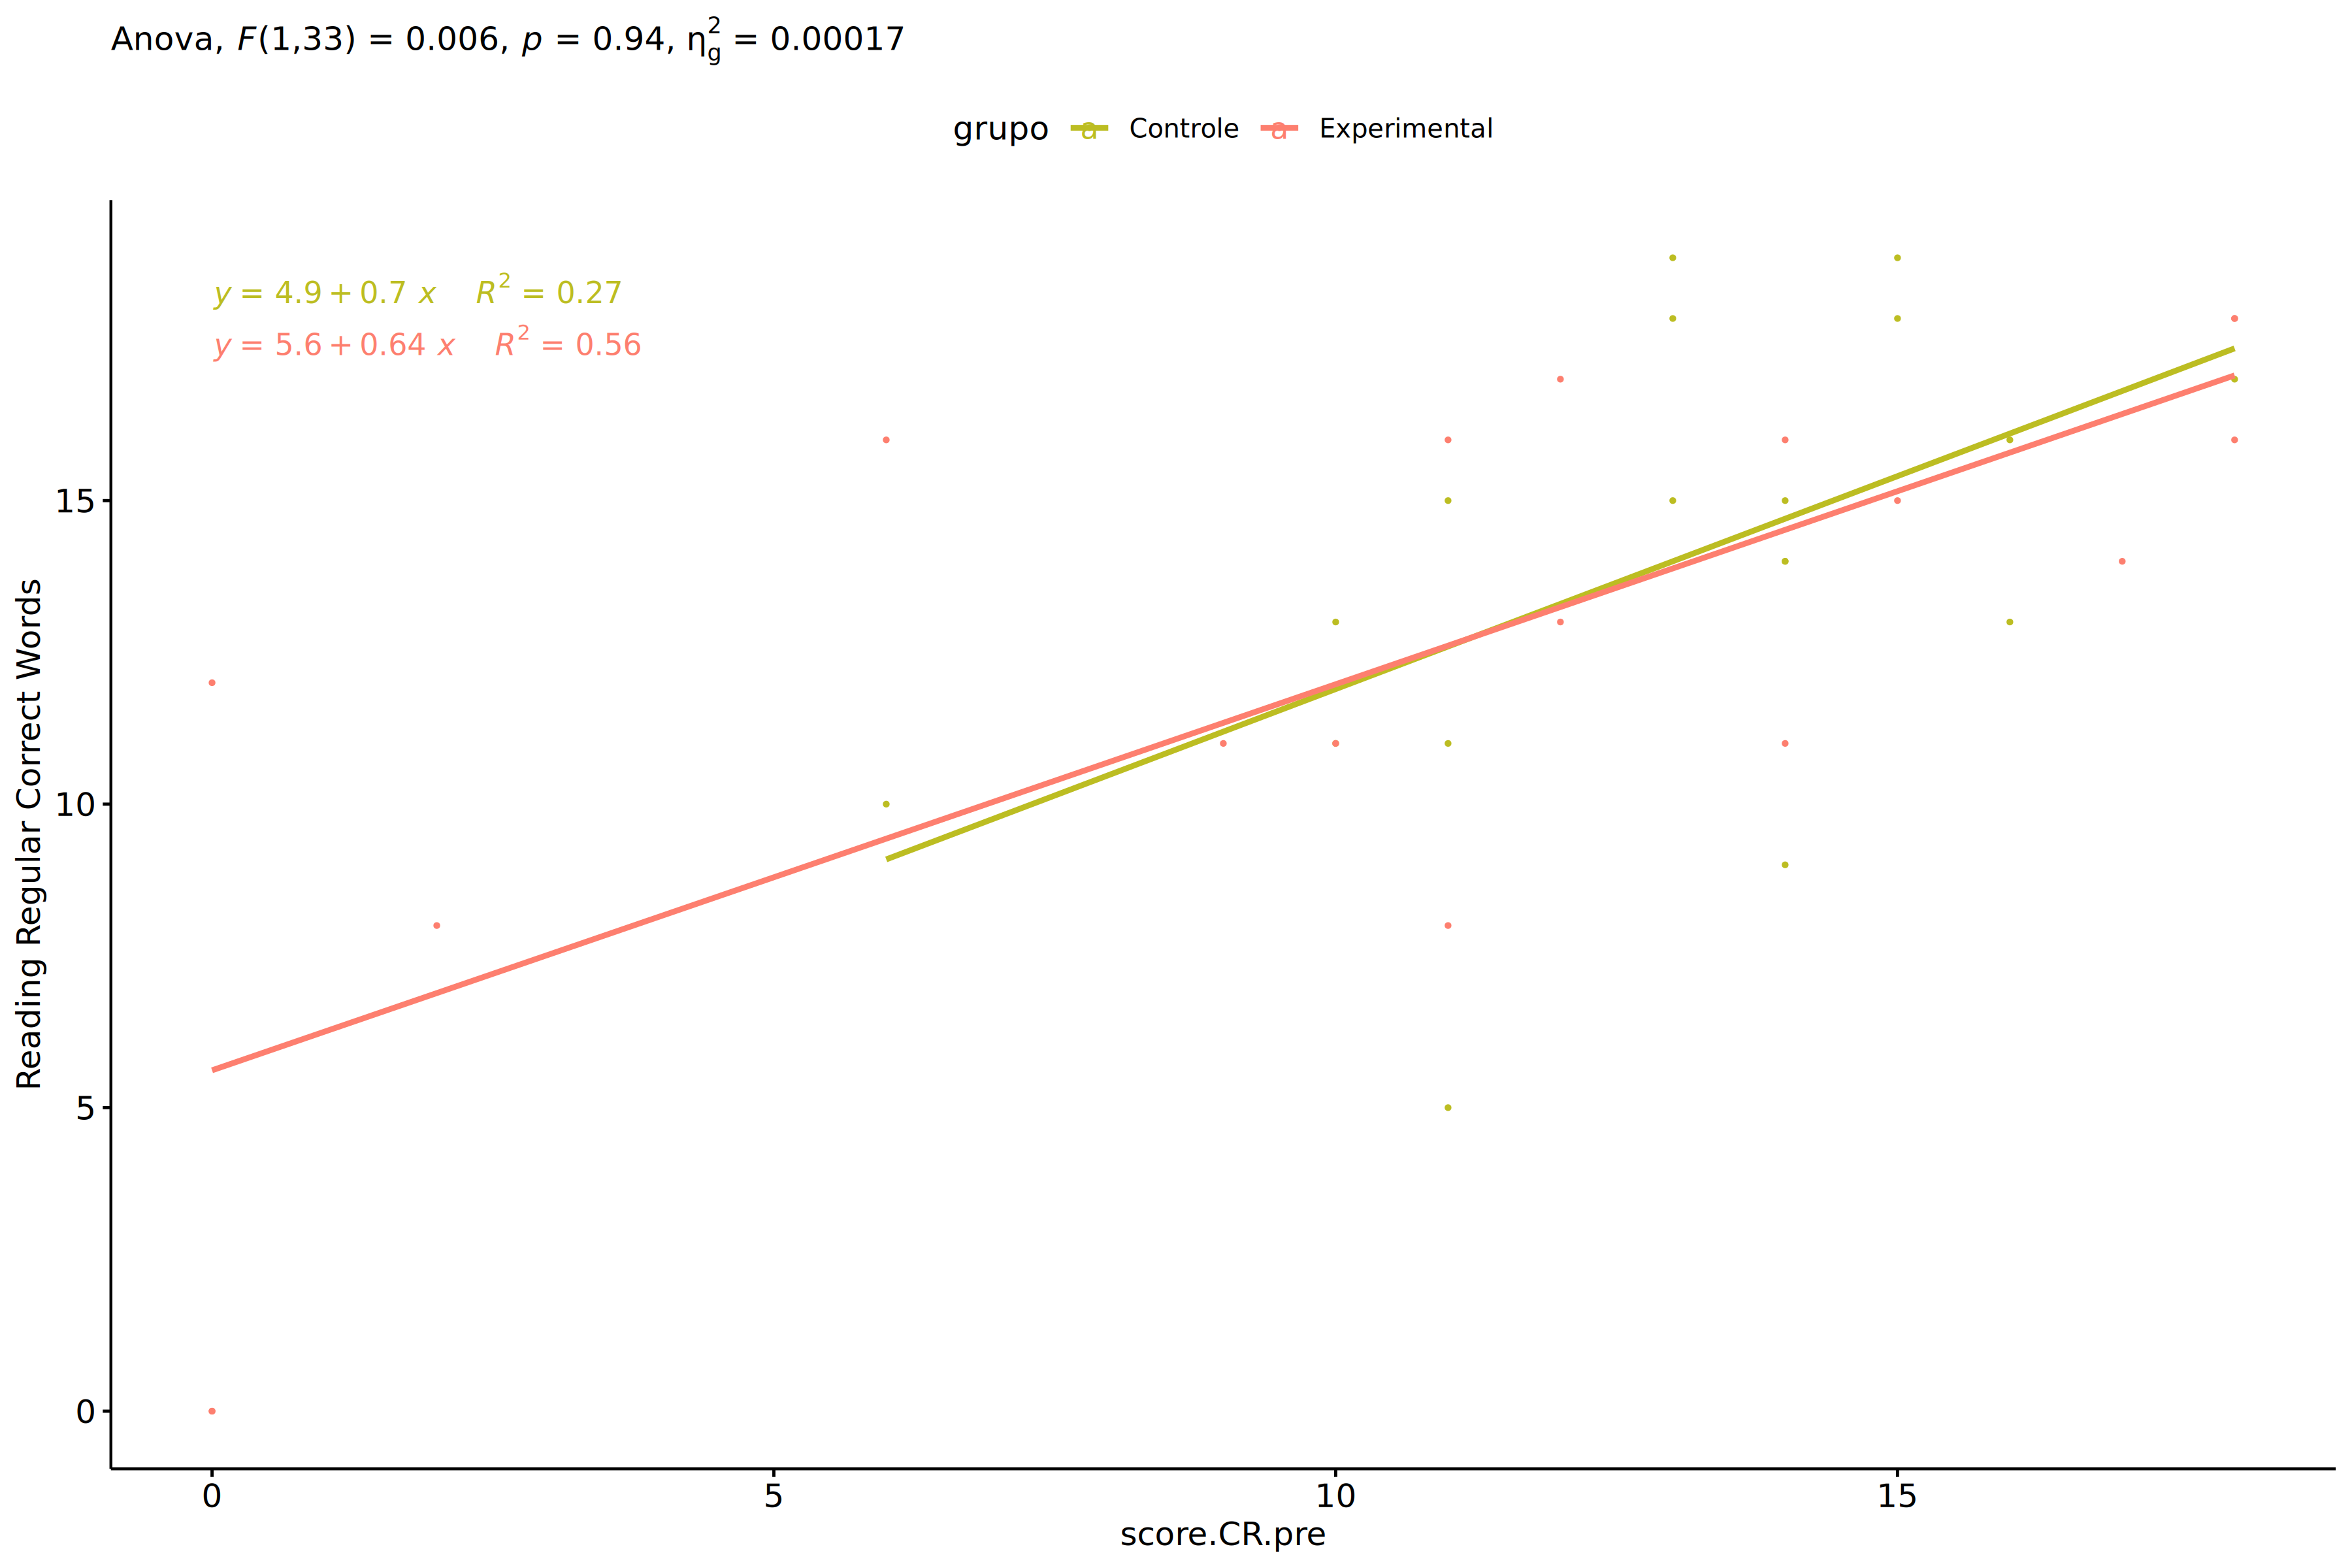 Anova, F(1,33) = 0.006, p = 0.94, η²g = 0.00017
grupo a Controle a Experimental
y = 4.9 + 0.7 x R² = 0.27
y = 5.6 + 0.64 x R² = 0.56
Reading Regular Correct Words
15
10
5
0
0 5 10 15
score.CR.pre